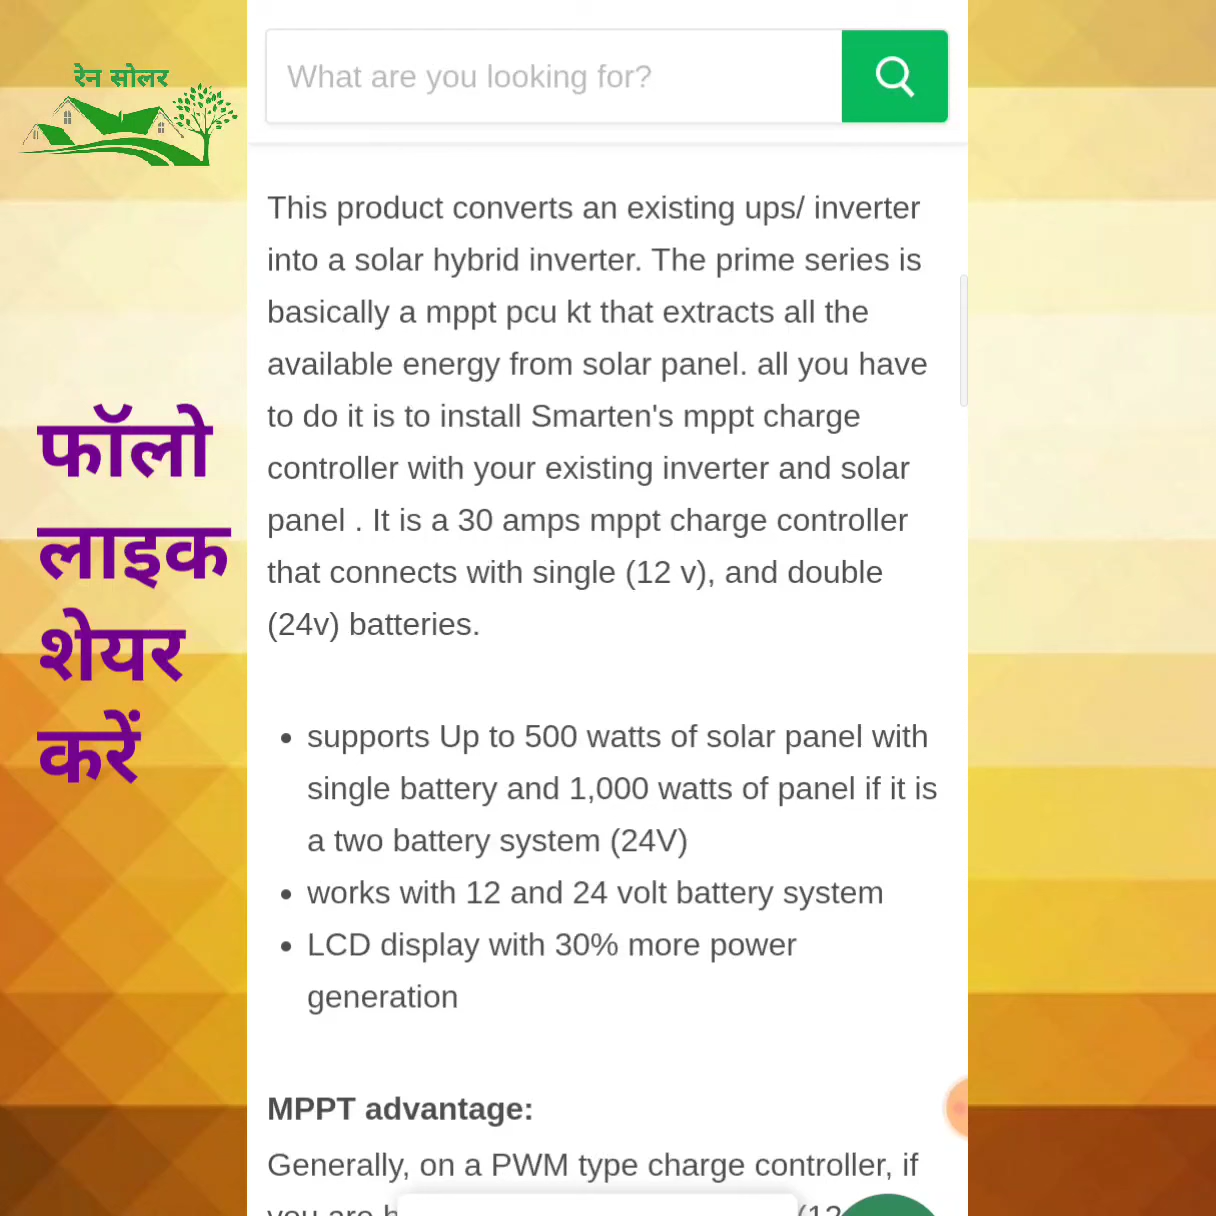 What are you looking for?
रेन सोलर
This product converts an existing ups/ inverter
into a solar hybrid inverter. The prime series is
basically a mppt pcu kt that extracts all the
available energy from solar panel. all you have
to do it is to install Smarten's mppt charge
controller with your existing inverter and solar
panel . It is a 30 amps mppt charge controller
that connects with single (12 v), and double
(24v) batteries.
फॉलो
लाइक
शेयर
करें
• supports Up to 500 watts of solar panel with
single battery and 1,000 watts of panel if it is
a two battery system (24V)
• works with 12 and 24 volt battery system
• LCD display with 30% more power
generation
MPPT advantage:
Generally, on a PWM type charge controller, if
you are